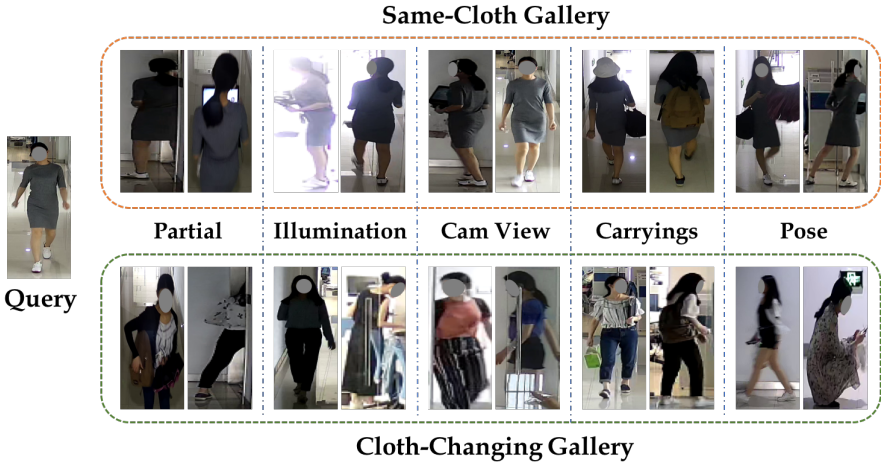 Same-Cloth Gallery
Query
Partial
Illumination
Cam View
Carryings
Pose
Cloth-Changing Gallery